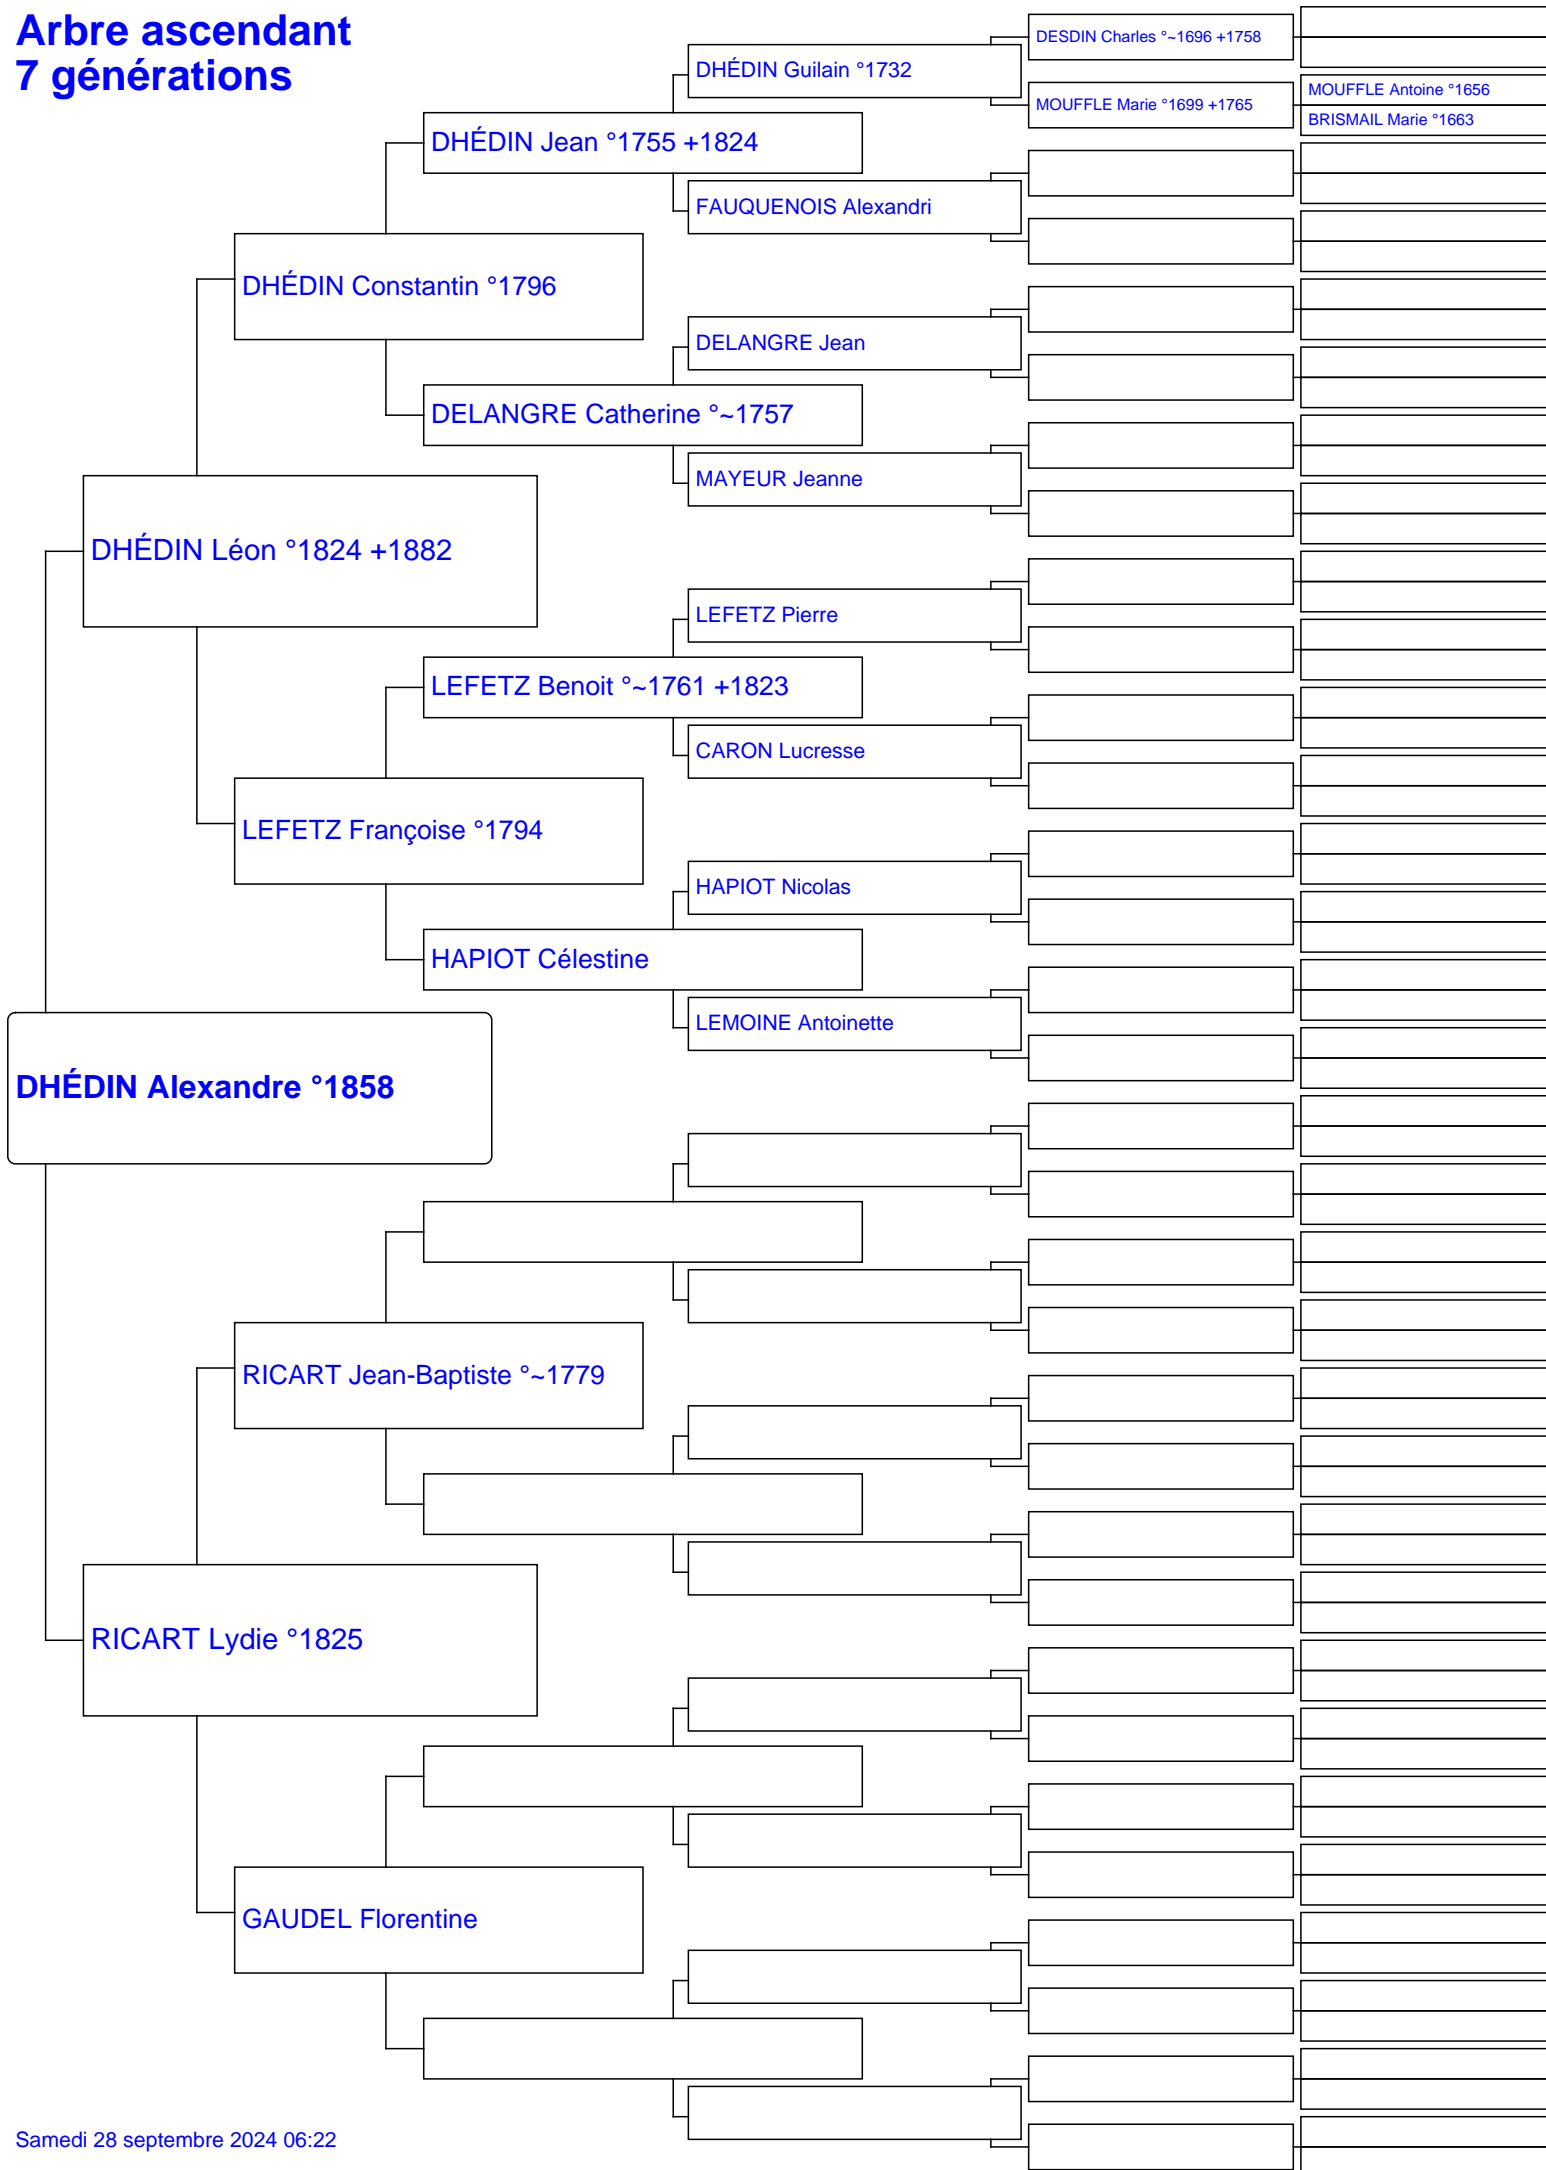 Arbre ascendant
7 générations
DESDIN Charles °~1696 +1758
DHÉDIN Guilain °1732
MOUFFLE Antoine °1656
MOUFFLE Marie °1699 +1765
BRISMAIL Marie °1663
DHÉDIN Jean °1755 +1824
FAUQUENOIS Alexandri
DHÉDIN Constantin °1796
DELANGRE Jean
DELANGRE Catherine °~1757
MAYEUR Jeanne
DHÉDIN Léon °1824 +1882
LEFETZ Pierre
LEFETZ Benoit °~1761 +1823
CARON Lucresse
LEFETZ Françoise °1794
HAPIOT Nicolas
HAPIOT Célestine
LEMOINE Antoinette
DHÉDIN Alexandre °1858
RICART Jean-Baptiste °~1779
RICART Lydie °1825
GAUDEL Florentine
Samedi 28 septembre 2024 06:22